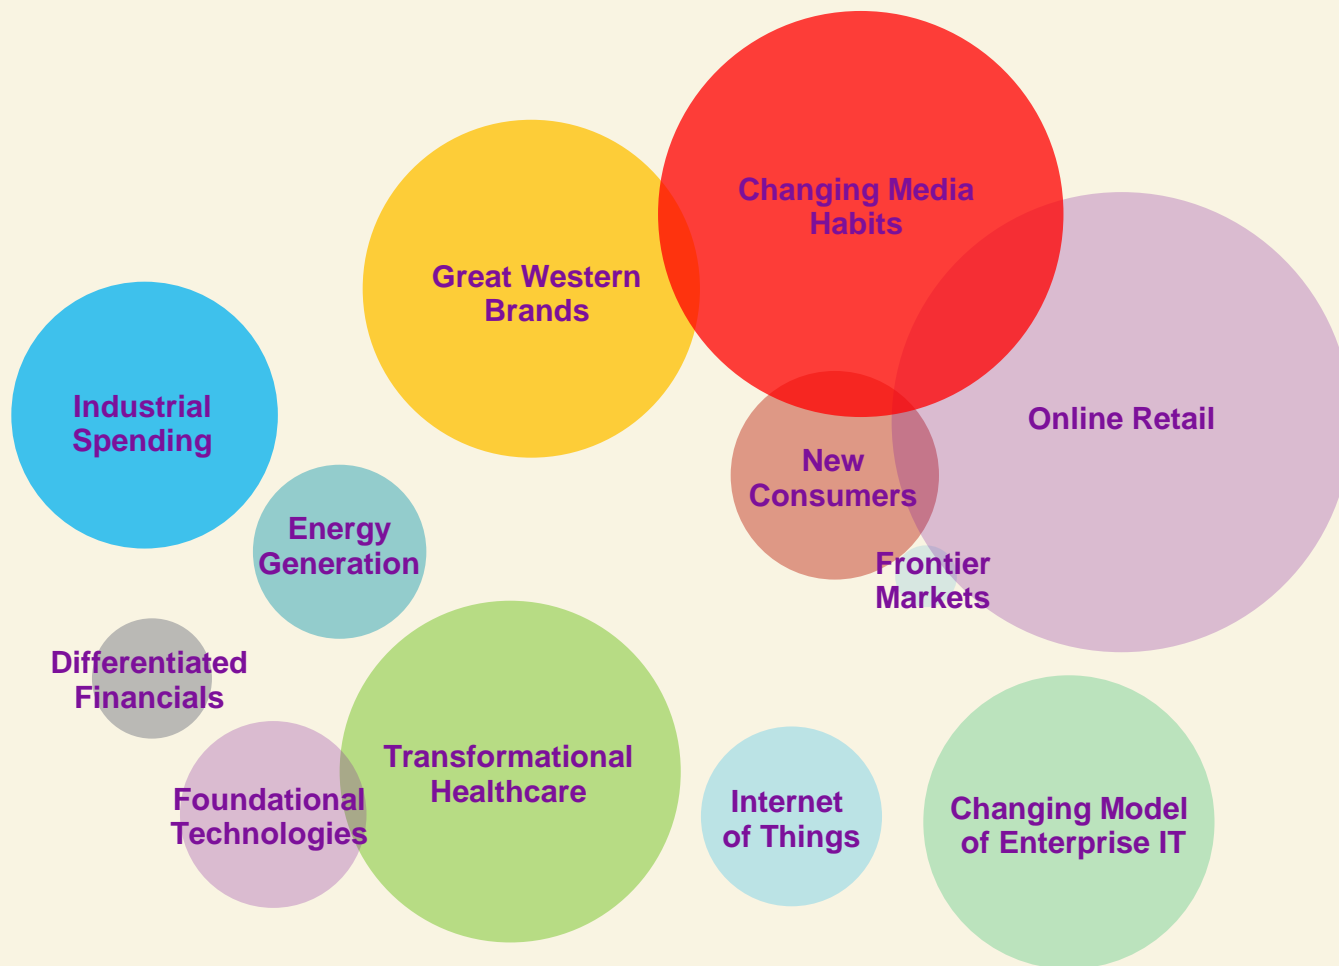 Changing Media
Habits
Great Western
Brands
Industrial
Spending
Online Retail
New
Consumers
Energy
Generation
Frontier
Markets
Differentiated
Financials
Transformational
Healthcare
Foundational
Technologies
Internet
of Things
Changing Model
of Enterprise IT